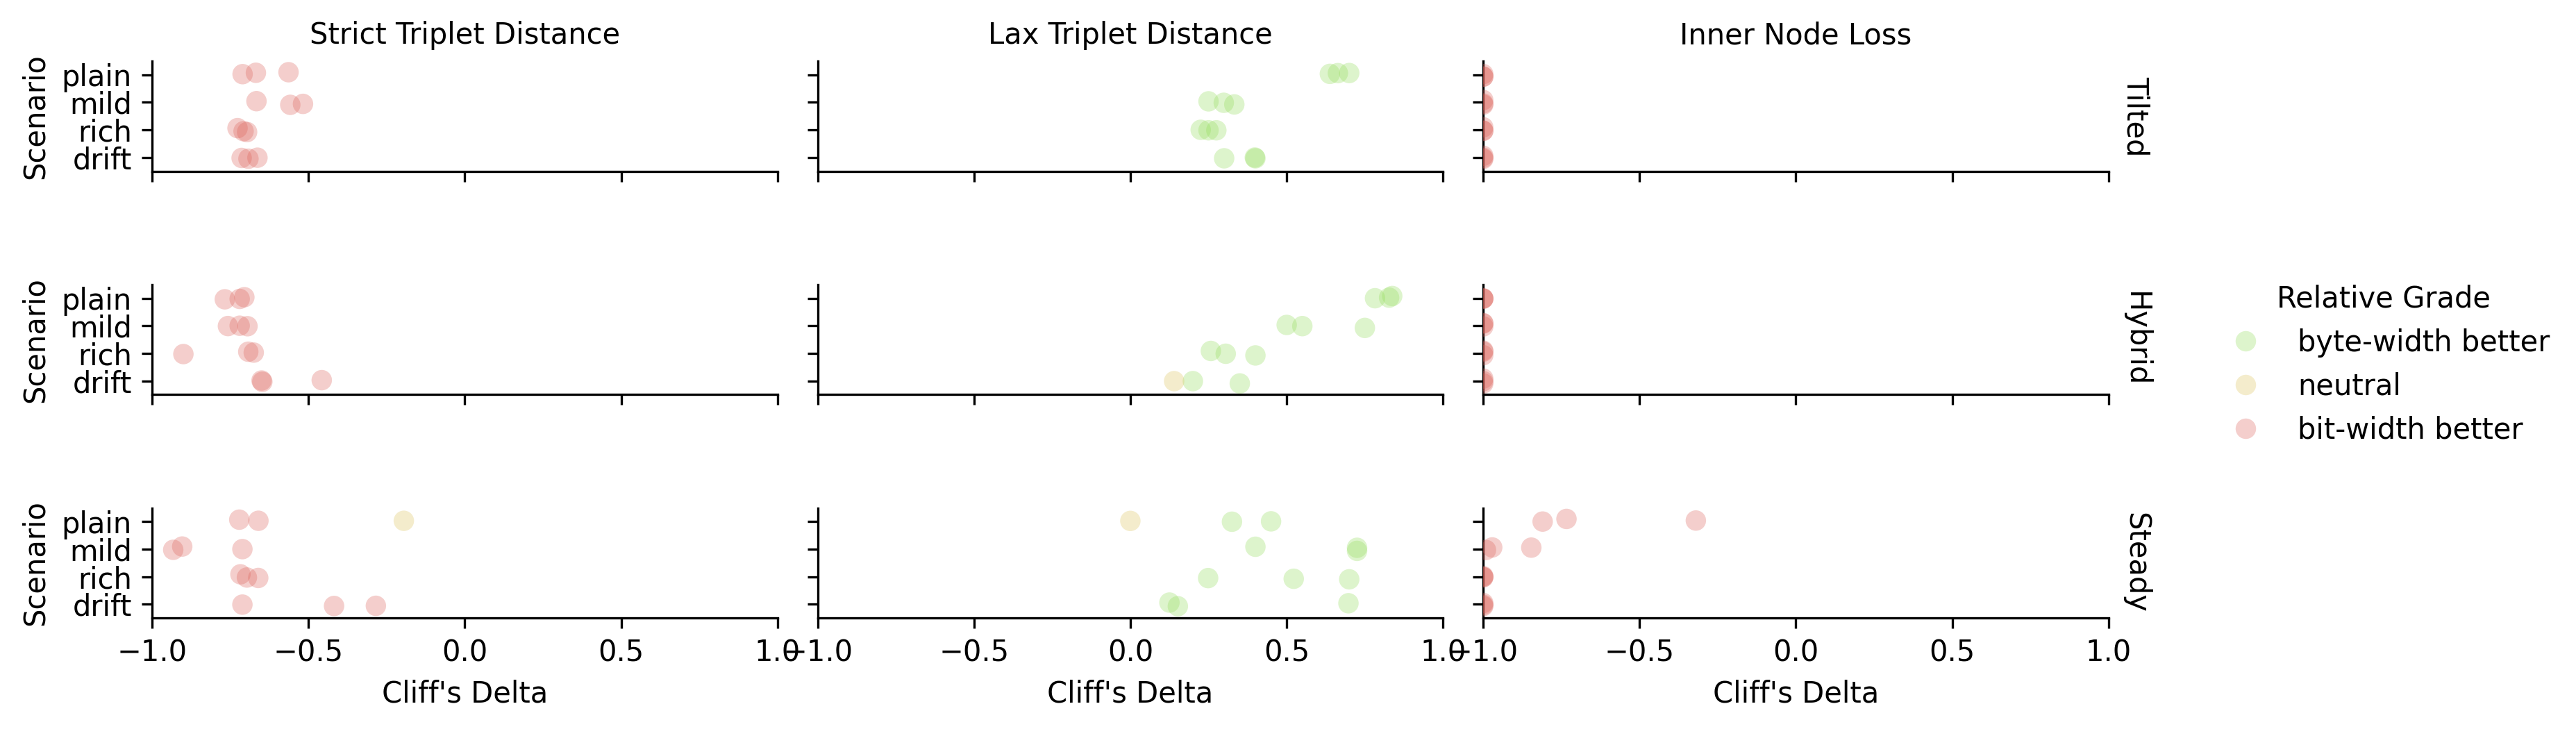 Strict Triplet Distance
Lax Triplet Distance
Inner Node Loss
Scenario
plain
mild
rich
drift
Tilted
Scenario
plain
mild
rich
drift
Hybrid
Scenario
plain
mild
rich
drift
Steady
−1.0 −0.5 0.0 0.5 1.0
−1.0 −0.5 0.0 0.5 1.0
−1.0 −0.5 0.0 0.5 1.0
Cliff's Delta
Cliff's Delta
Cliff's Delta
Relative Grade
byte-width better
neutral
bit-width better